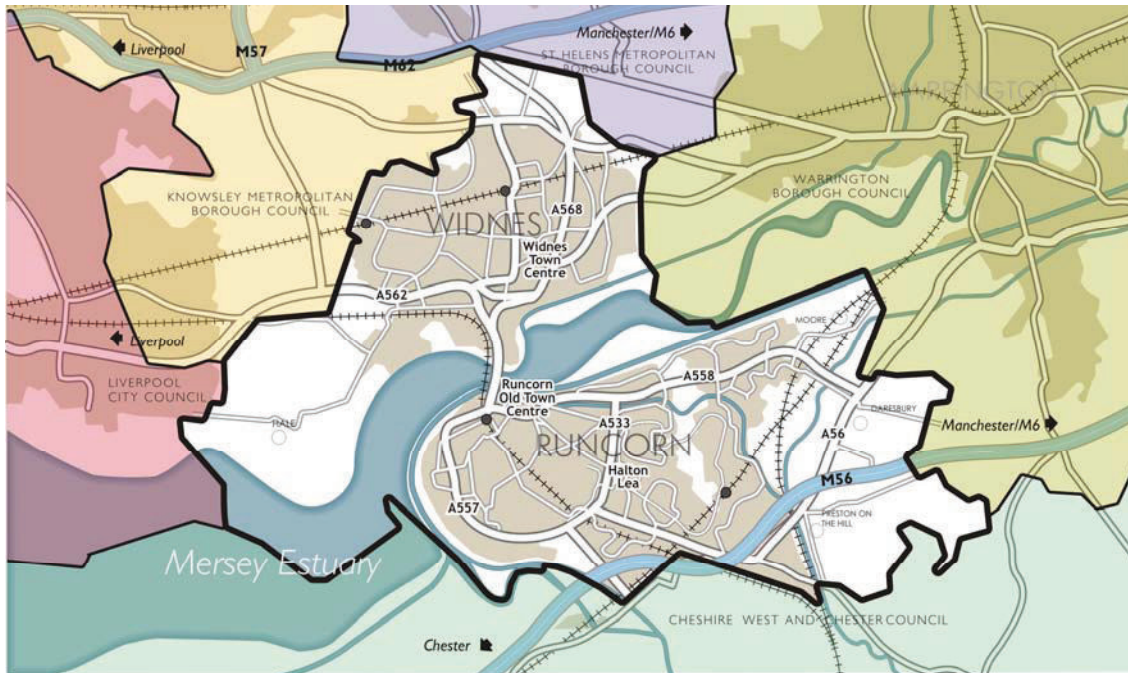 Liverpool
M57
M62
Manchester/M6
ST HELENS METROPOLITAN
BOROUGH COUNCIL
WARRINGTON
KNOWSLEY METROPOLITAN
BOROUGH COUNCIL
WARRINGTON
BOROUGH COUNCIL
WIDNES
A568
Widnes
Town
Centre
A562
MOORE
Liverpool
LIVERPOOL
CITY COUNCIL
A558
Runcorn
Old Town
Centre
HALE
A533
RUNCORN
DARESBURY
A56
Manchester/M6
Halton
Lea
M56
A557
PRESTON ON
THE HILL
Mersey Estuary
CHESHIRE WEST AND CHESTER COUNCIL
Chester